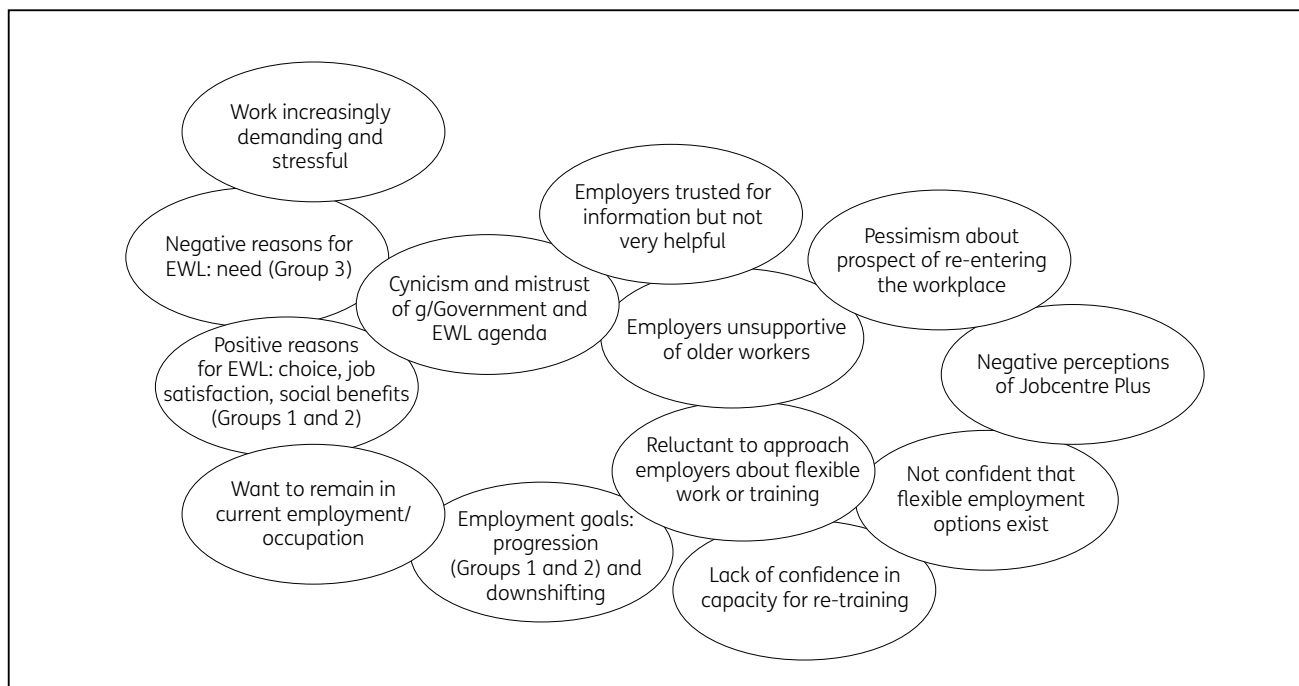 Work increasingly
demanding and
stressful
Negative reasons for
EWL: need (Group 3)
Positive reasons
for EWL: choice, job
satisfaction, social benefits
(Groups 1 and 2)
Want to remain in
current employment/
occupation
Cynicism and mistrust
of g/Government and
EWL agenda
Employment goals:
progression
(Groups 1 and 2) and
downshifting
Employers trusted for
information but not
very helpful
Employers unsupportive
of older workers
Reluctant to approach
employers about flexible
work or training
Lack of confidence in
capacity for re-training
Pessimism about
prospect of re-entering
the workplace
Negative perceptions
of Jobcentre Plus
Not confident that
flexible employment
options exist